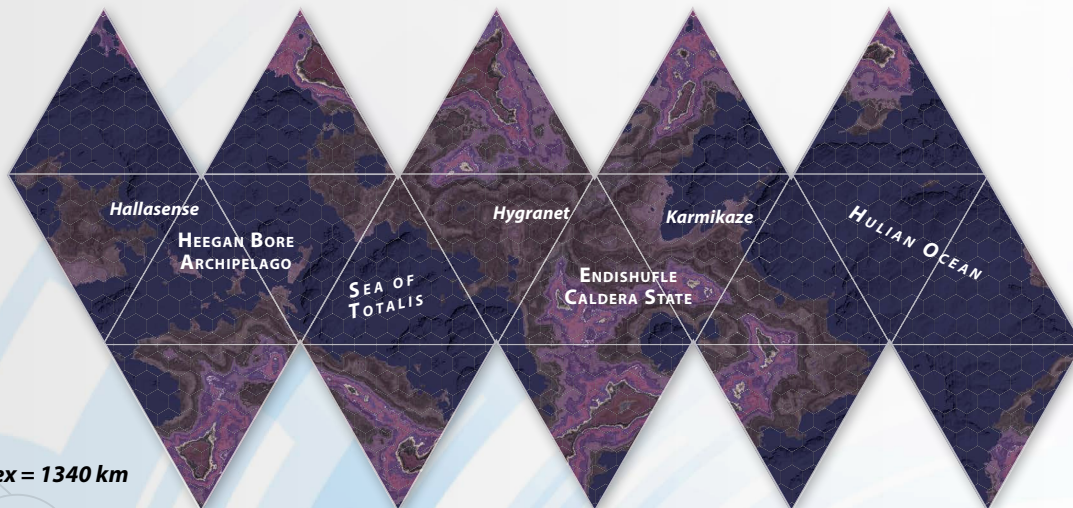 Hallasense
HEEGAN BORE
ARCHIPELAGO
SEA OF
TOTALIS
Hygranet
ENDISHUFLE
CALDERA STATE
Karmikaze
HULIAN OCEAN
ex = 1340 km